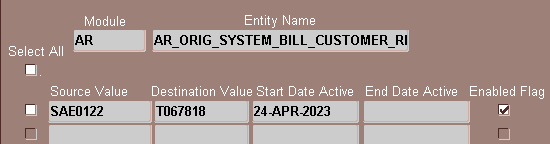 Module Entity Name
AR AR_ORIG_SYSTEM_BILL_CUSTOMER_RI
Select All
Source Value Destination Value Start Date Active End Date Active Enabled Flag
SAE0122 T067818 24-APR-2023